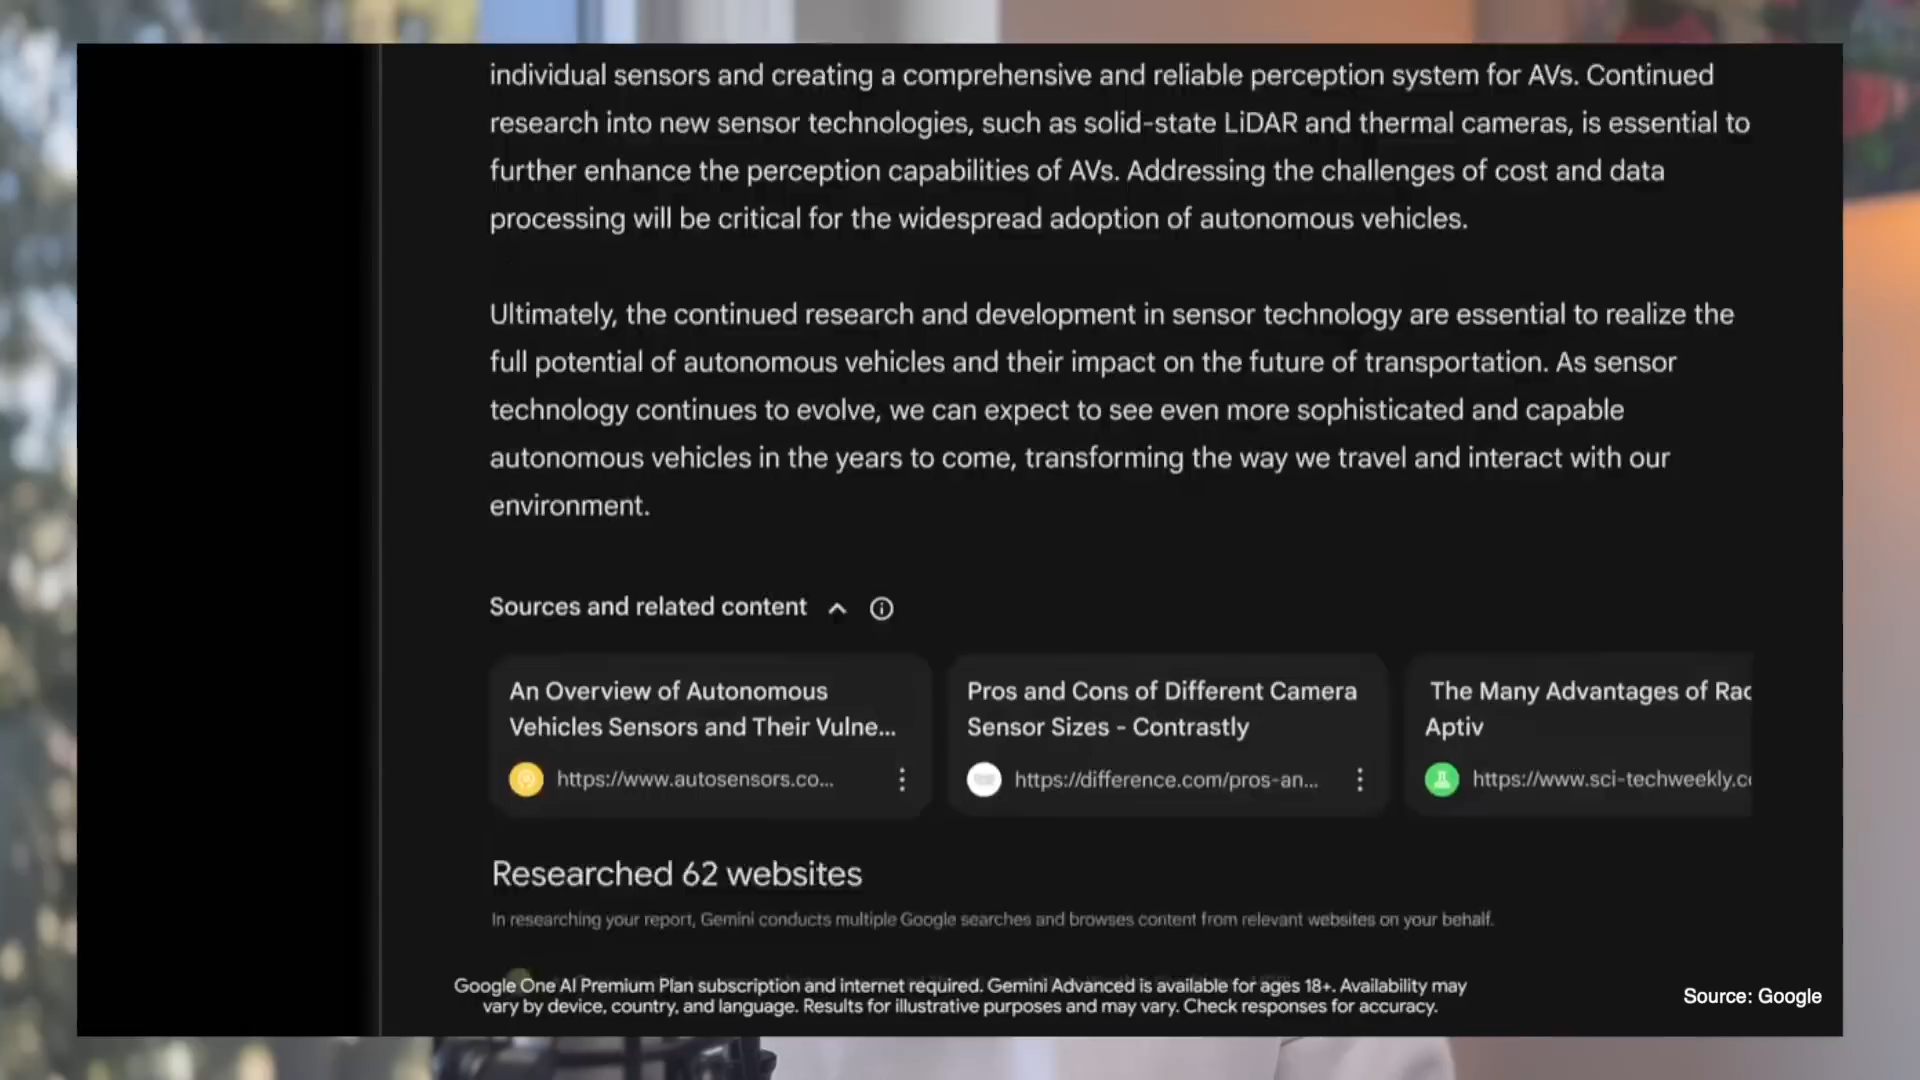 individual sensors and creating a comprehensive and reliable perception system for AVs. Continued
research into new sensor technologies, such as solid-state LiDAR and thermal cameras, is essential to
further enhance the perception capabilities of AVs. Addressing the challenges of cost and data
processing will be critical for the widespread adoption of autonomous vehicles.
Ultimately, the continued research and development in sensor technology are essential to realize the
full potential of autonomous vehicles and their impact on the future of transportation. As sensor
technology continues to evolve, we can expect to see even more sophisticated and capable
autonomous vehicles in the years to come, transforming the way we travel and interact with our
environment.
Sources and related content
An Overview of Autonomous
Vehicles Sensors and Their Vulne...
https://www.autosensors.co...
Pros and Cons of Different Camera
Sensor Sizes - Contrastly
https://difference.com/pros-an...
The Many Advantages of Rac
Aptiv
https://www.sci-techweekly.c
Researched 62 websites
In researching your report, Gemini conducts multiple Google searches and browses content from relevant websites on your behalf.
Google One AI Premium Plan subscription and internet required. Gemini Advanced is available for ages 18+. Availability may
vary by device, country, and language. Results for illustrative purposes and may vary. Check responses for accuracy.
Source: Google